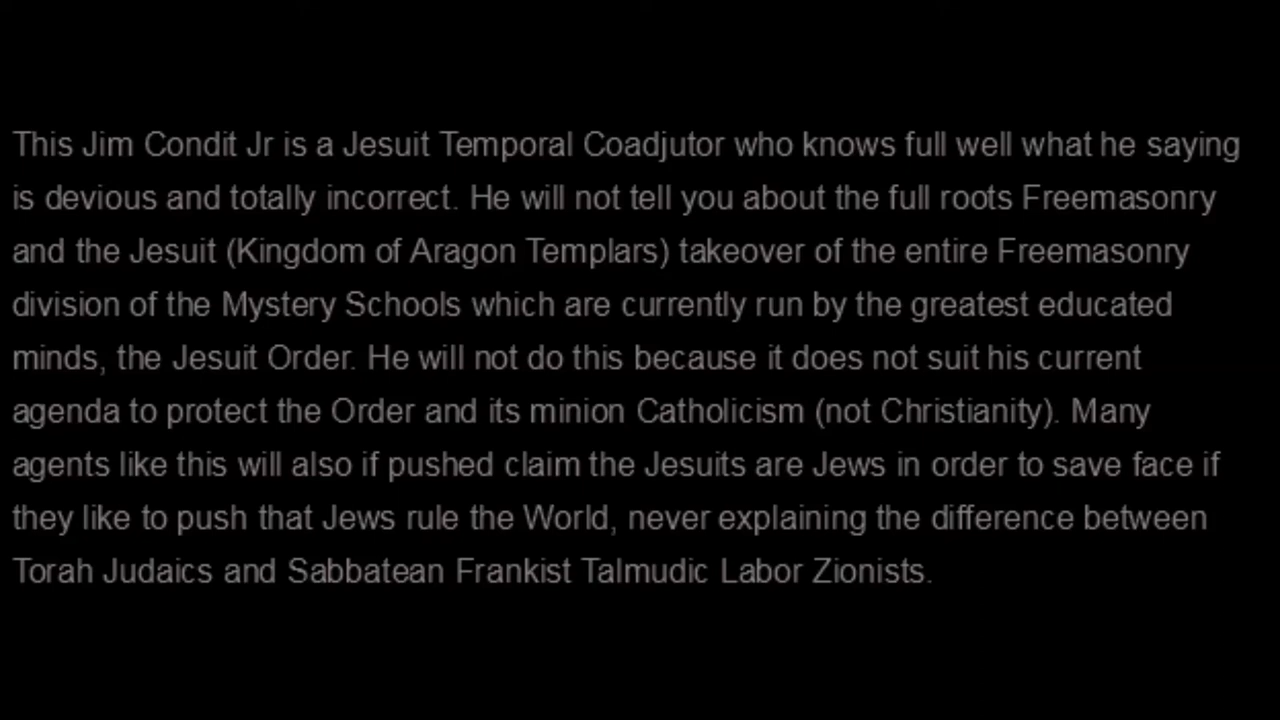 This Jim Condit Jr is a Jesuit Temporal Coadjutor who knows full well what he saying
is devious and totally incorrect. He will not tell you about the full roots Freemasonry
and the Jesuit (Kingdom of Aragon Templars) takeover of the entire Freemasonry
division of the Mystery Schools which are currently run by the greatest educated
minds, the Jesuit Order. He will not do this because it does not suit his current
agenda to protect the Order and its minion Catholicism (not Christianity). Many
agents like this will also if pushed claim the Jesuits are Jews in order to save face if
they like to push that Jews rule the World, never explaining the difference between
Torah Judaics and Sabbatean Frankist Talmudic Labor Zionists.